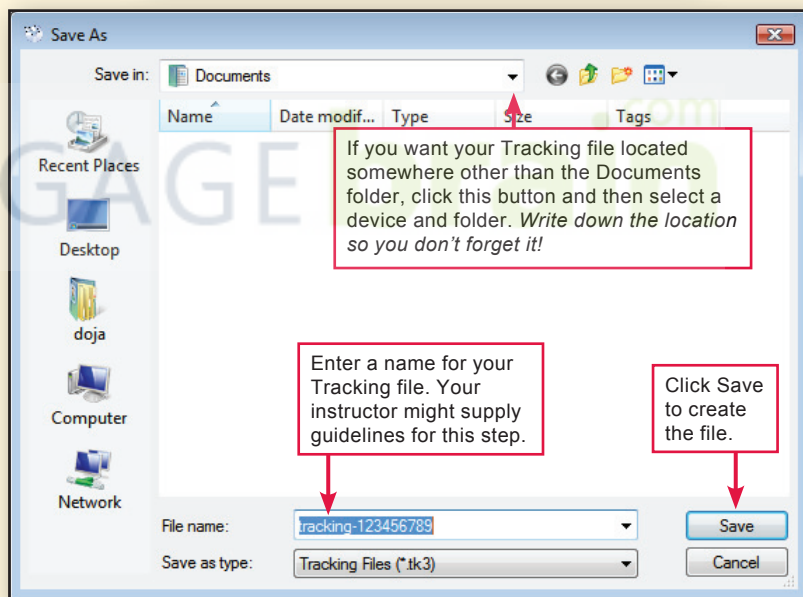 Save As
Save in:
Documents
Name
Date modif...
Type
Size
Tags
If you want your Tracking file located
somewhere other than the Documents
folder, click this button and then select a
device and folder. Write down the location
so you don't forget it!
Recent Places
Desktop
doja
Computer
Network
Enter a name for your
Tracking file. Your
instructor might supply
guidelines for this step.
Click Save
to create
the file.
File name:
tracking-123456789
Save
Save as type:
Tracking Files (*.tk3)
Cancel
GAGE brain
.com